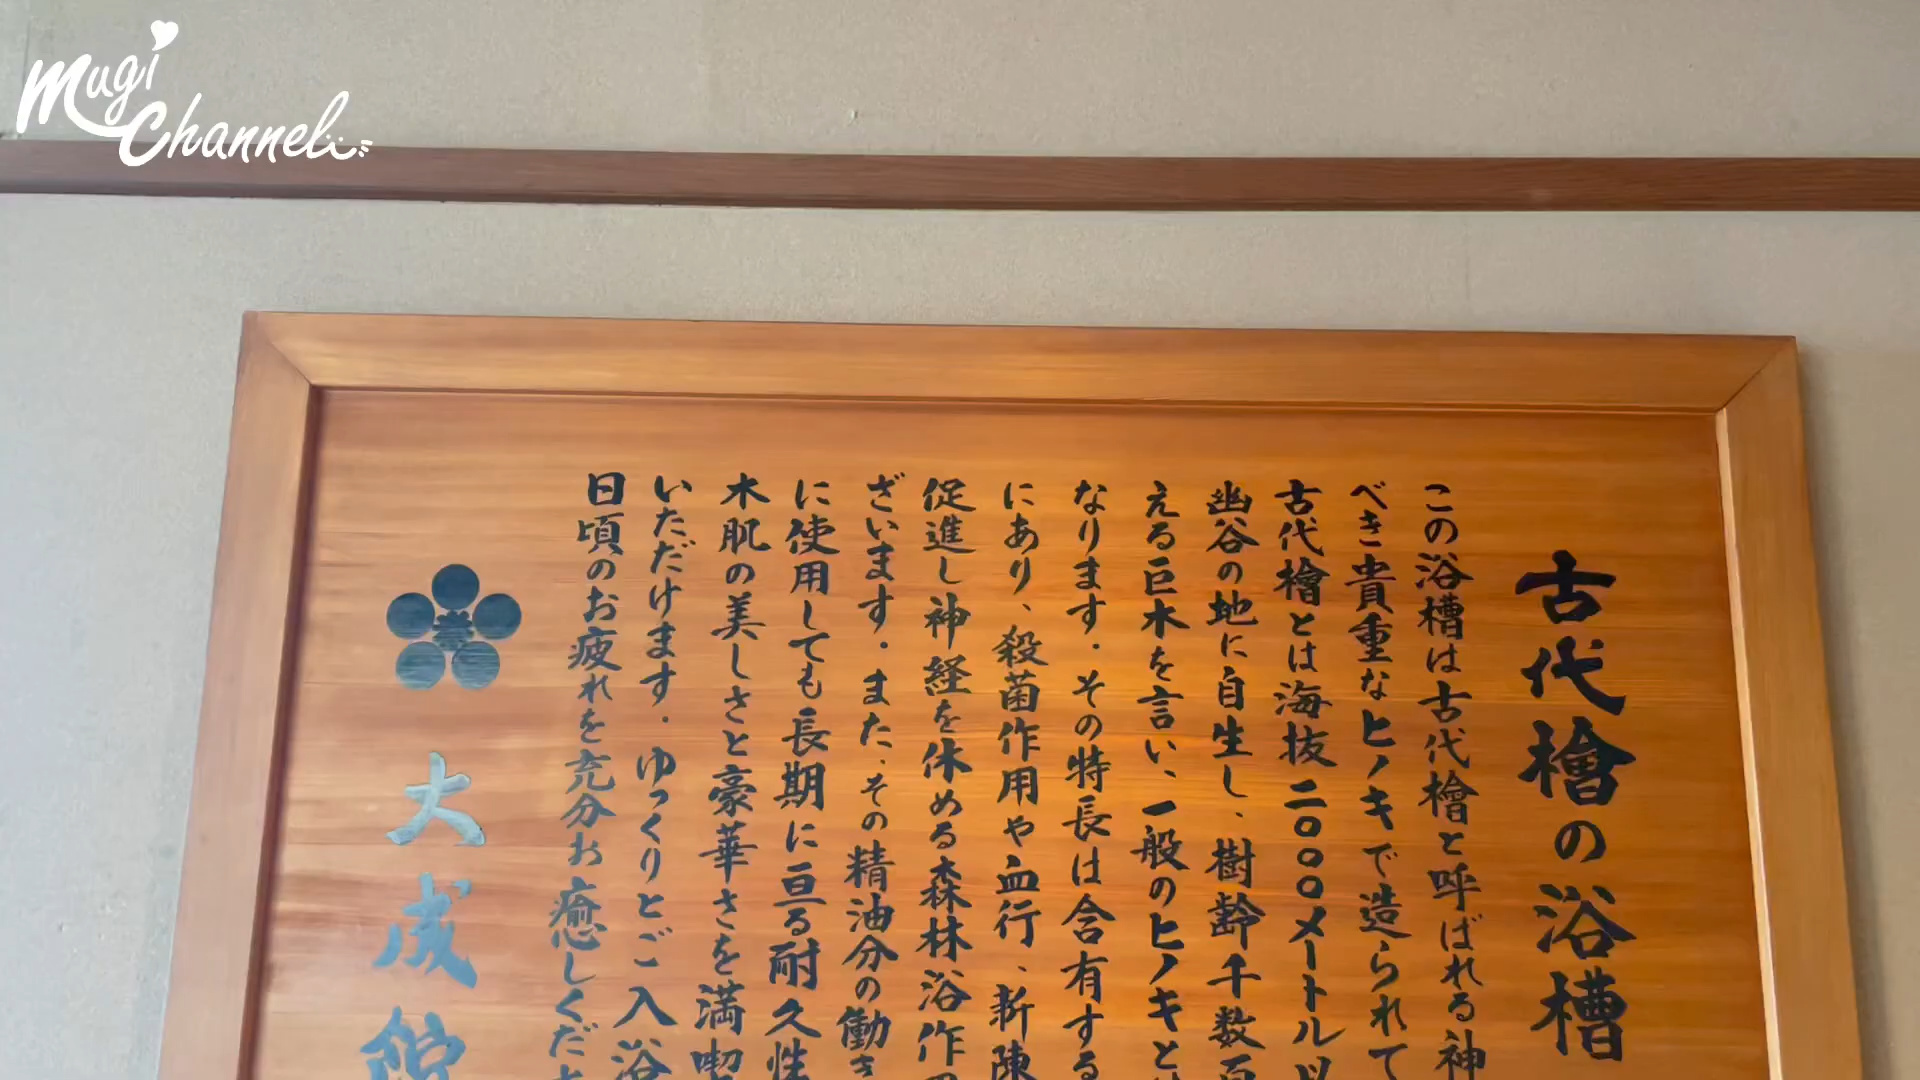 Mugi
Channel
古代檜の浴槽
この浴槽は古代檜と呼ばれる神
べき貴重なヒノキで造られて
古代檜とは海抜二〇〇〇メートル以
幽谷の地に自生し、樹齢千数百
える巨木を言い、一般のヒノキと
なります。その特長は含有する
にあり、殺菌作用や血行、新陳
促進し神経を休める森林浴作
ざいます。また、その精油分の働き
に使用しても長期に亘る耐久性
木肌の美しさと豪華さを満喫
いただけます。ゆっくりとご入浴
日頃のお疲れを充分お癒しくだ
大成館